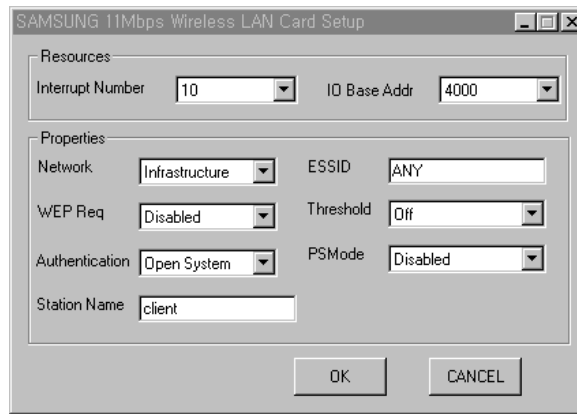 SAMSUNG 11Mbps Wireless LAN Card Setup
Resources
Interrupt Number 10 IO Base Addr 4000
Properties
Network Infrastructure ESSID ANY
WEP Req Disabled Threshold Off
Authentication Open System PSMode Disabled
Station Name client
OK CANCEL